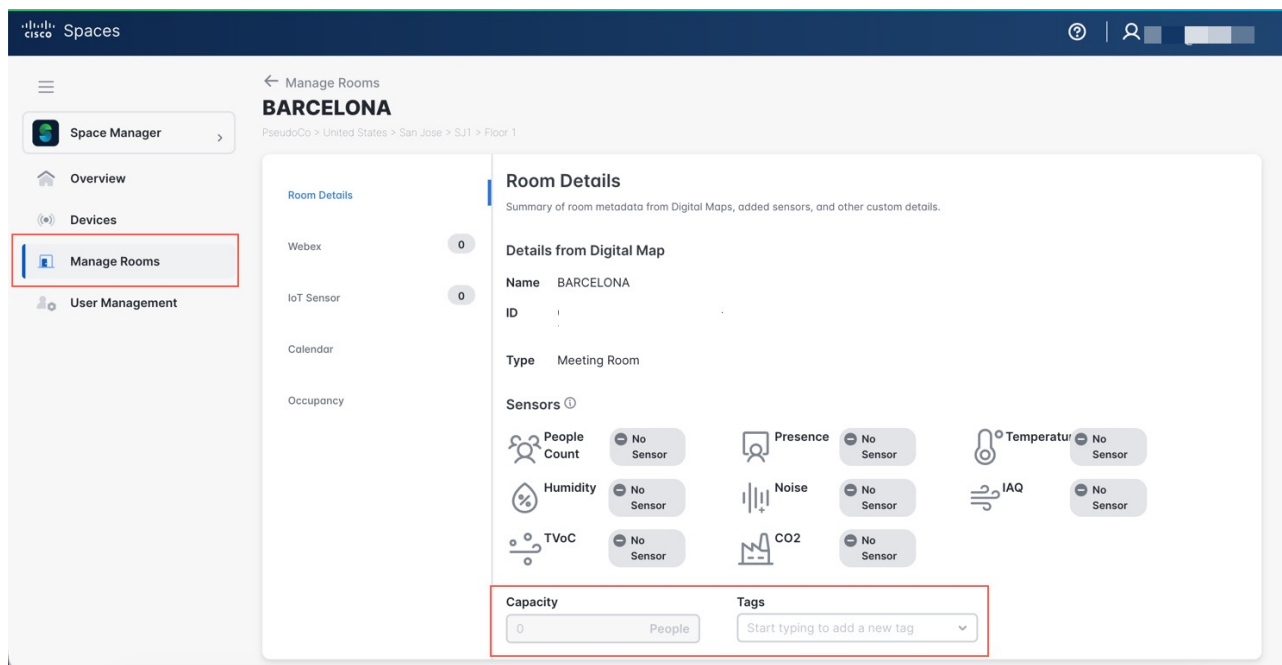 cisco Spaces
Manage Rooms
BARCELONA
PseudoCo > United States > San Jose > SJ1 > Floor 1
Space Manager
Overview
Devices
Manage Rooms
User Management
Room Details
Webex 0
IoT Sensor 0
Calendar
Occupancy
Room Details
Summary of room metadata from Digital Maps, added sensors, and other custom details.
Details from Digital Map
Name BARCELONA
ID
Type Meeting Room
Sensors
People Count No Sensor
Presence No Sensor
Temperatur No Sensor
Humidity No Sensor
Noise No Sensor
IAQ No Sensor
TVoC No Sensor
CO2 No Sensor
Capacity
0 People
Tags
Start typing to add a new tag